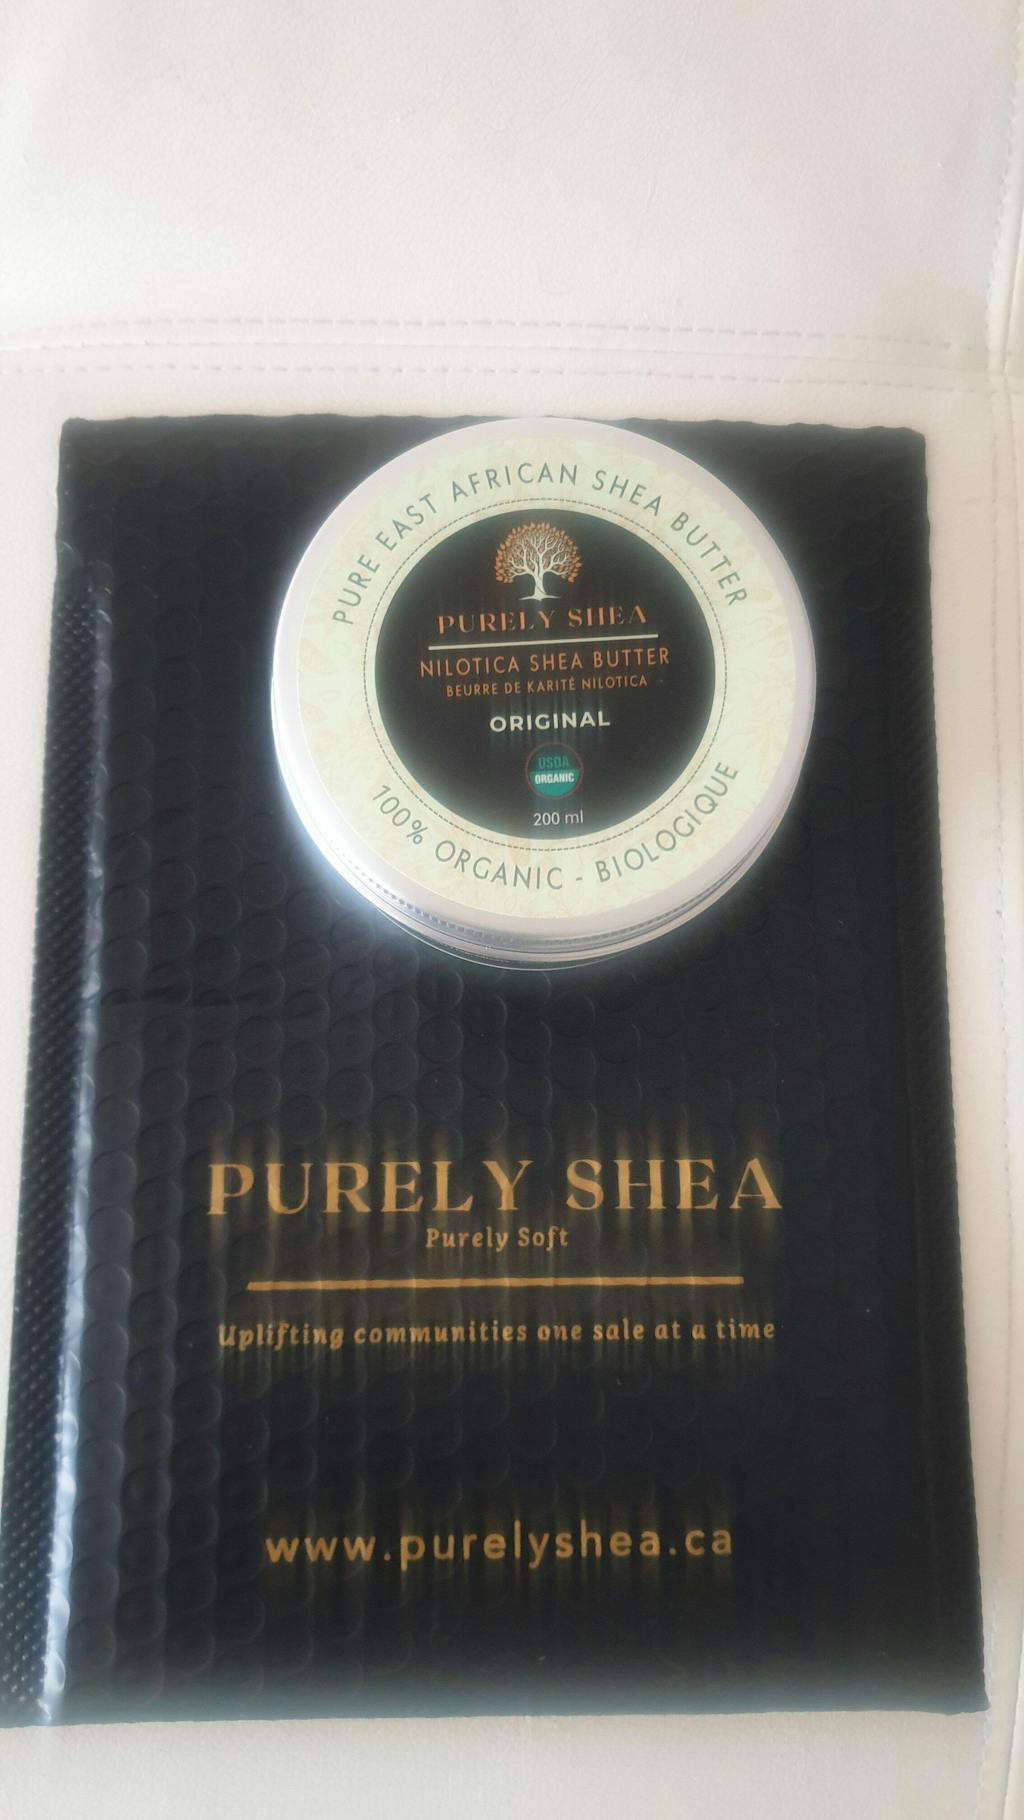 PURE EAST AFRICAN SHEA BUTTER
PURELY SHEA
NILOTICA SHEA BUTTER
BEURRE DE KARITÉ NILOTICA
ORIGINAL
USDA
ORGANIC
200 ml
100% ORGANIC - BIOLOGIQUE
PURELY SHEA
Purely Soft
Uplifting communities one sale at a time
www.purelyshea.ca